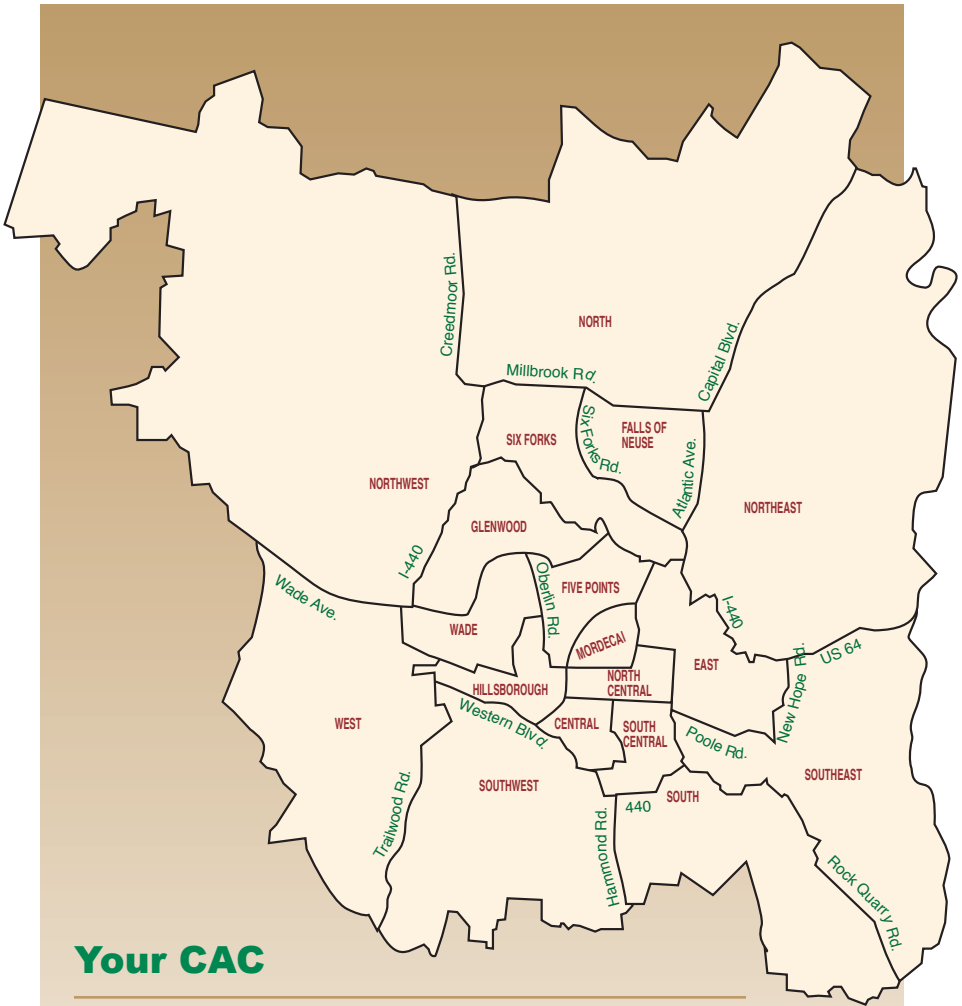 Creedmoor Rd.
NORTH
Capital Blvd.
Millbrook Rd.
Six Forks Rd.
FALLS OF
NEUSE
SIX FORKS
Atlantic Ave.
NORTHWEST
NORTHEAST
GLENWOOD
I-440
Oberlin Rd.
FIVE POINTS
Wade Ave.
I-440
WADE
MORDECAI
US 64
EAST
New Hope Rd.
NORTH
CENTRAL
HILLSBOROUGH
Western Blvd.
WEST
CENTRAL
SOUTH
CENTRAL
Poole Rd.
SOUTHEAST
SOUTHWEST
Trailwood Rd.
440
SOUTH
Hammond Rd.
Rock Quarry Rd.
Your CAC